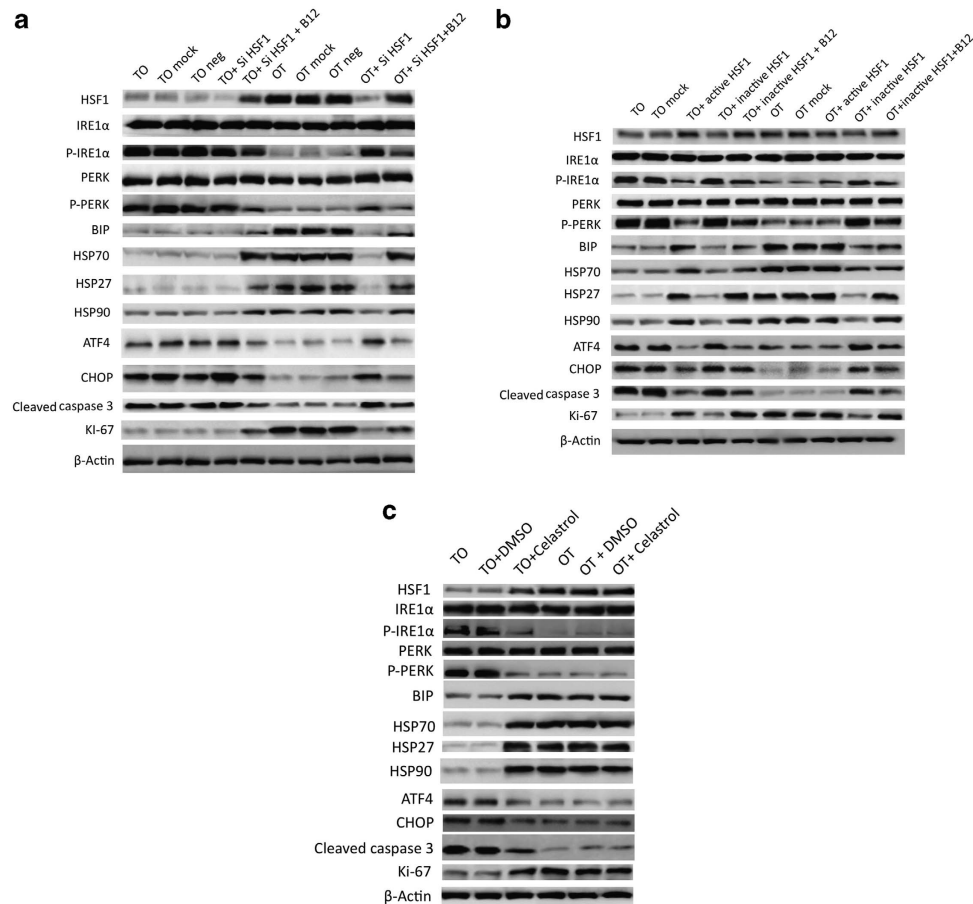 a
TO
TO mock
TO neg
TO+ Si HSF1
TO+ Si HSF1 + B12
OT
OT mock
OT neg
OT+ Si HSF1
OT+ Si HSF1+B12
HSF1
IRE1α
P-IRE1α
PERK
P-PERK
BIP
HSP70
HSP27
HSP90
ATF4
CHOP
Cleaved caspase 3
KI-67
β-Actin
b
TO
TO mock
TO+ active HSF1
TO+ inactive HSF1
TO+ inactive HSF1 + B12
OT
OT mock
OT+ active HSF1
OT+ inactive HSF1
OT+inactive HSF1+B12
HSF1
IRE1α
P-IRE1α
PERK
P-PERK
BIP
HSP70
HSP27
HSP90
ATF4
CHOP
Cleaved caspase 3
Ki-67
β-Actin
c
TO
TO+DMSO
TO+Celastrol
OT
OT + DMSO
OT+ Celastrol
HSF1
IRE1α
P-IRE1α
PERK
P-PERK
BIP
HSP70
HSP27
HSP90
ATF4
CHOP
Cleaved caspase 3
Ki-67
β-Actin